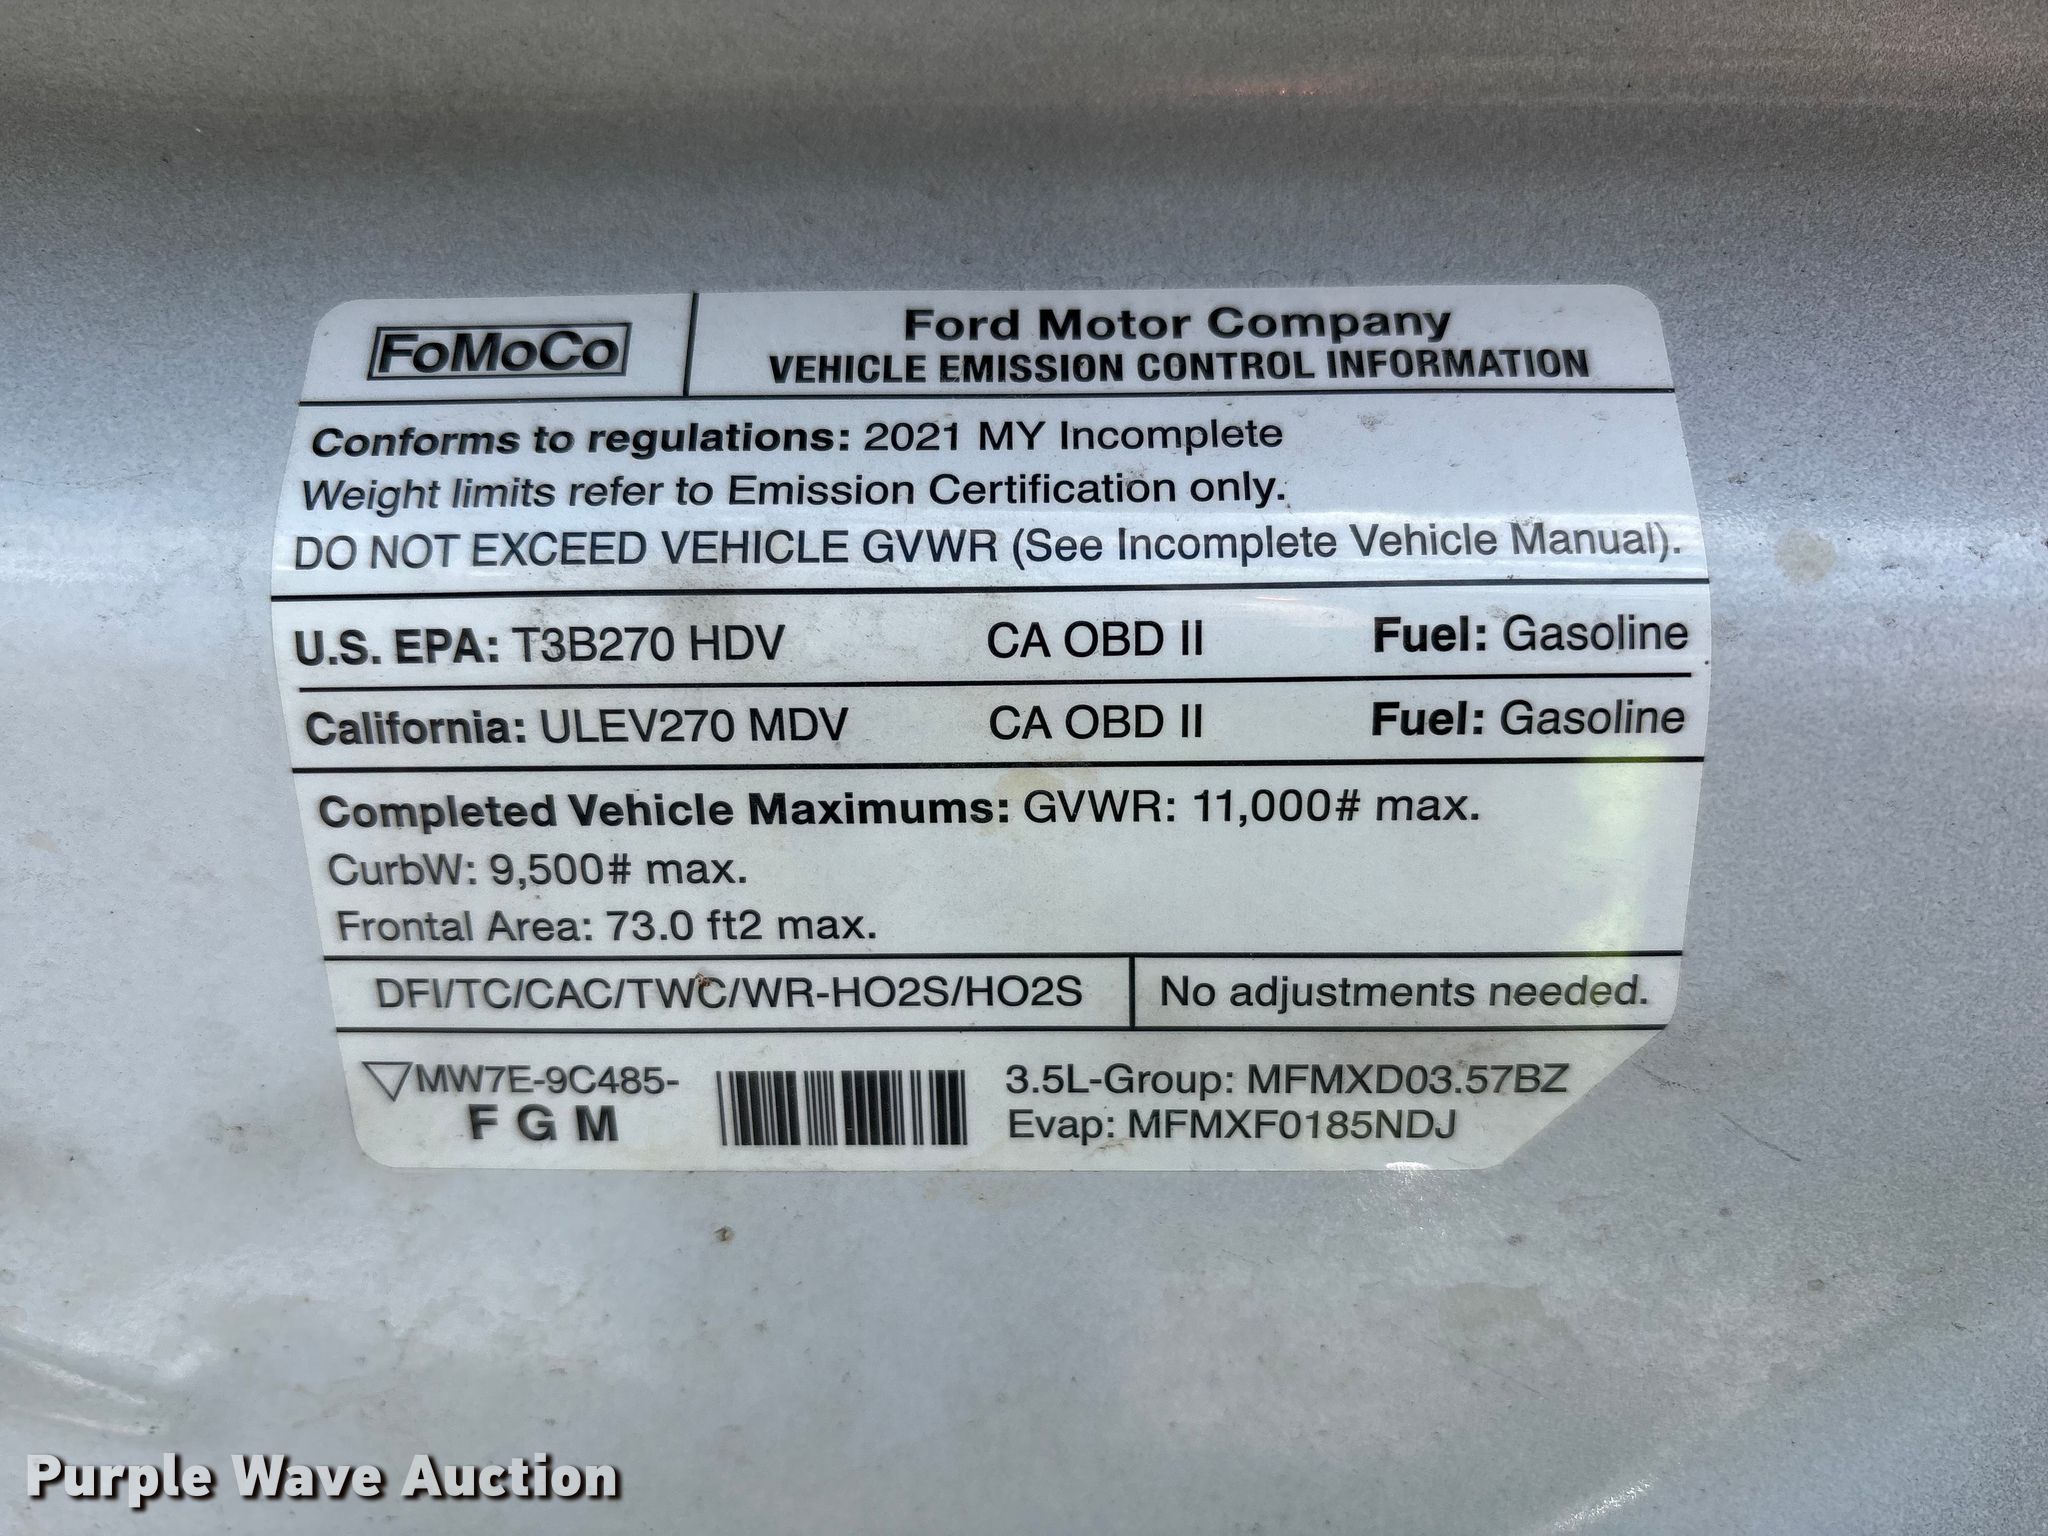 FoMoCo
Ford Motor Company
VEHICLE EMISSION CONTROL INFORMATION
Conforms to regulations: 2021 MY Incomplete
Weight limits refer to Emission Certification only.
DO NOT EXCEED VEHICLE GVWR (See Incomplete Vehicle Manual).
U.S. EPA: T3B270 HDV CA OBD II Fuel: Gasoline
California: ULEV270 MDV CA OBD II Fuel: Gasoline
Completed Vehicle Maximums: GVWR: 11,000# max.
CurbW: 9,500# max.
Frontal Area: 73.0 ft2 max.
DFI/TC/CAC/TWC/WR-HO2S/HO2S No adjustments needed.
MW7E-9C485-
F G M
3.5L-Group: MFMXD03.57BZ
Evap: MFMXF0185NDJ
Purple Wave Auction